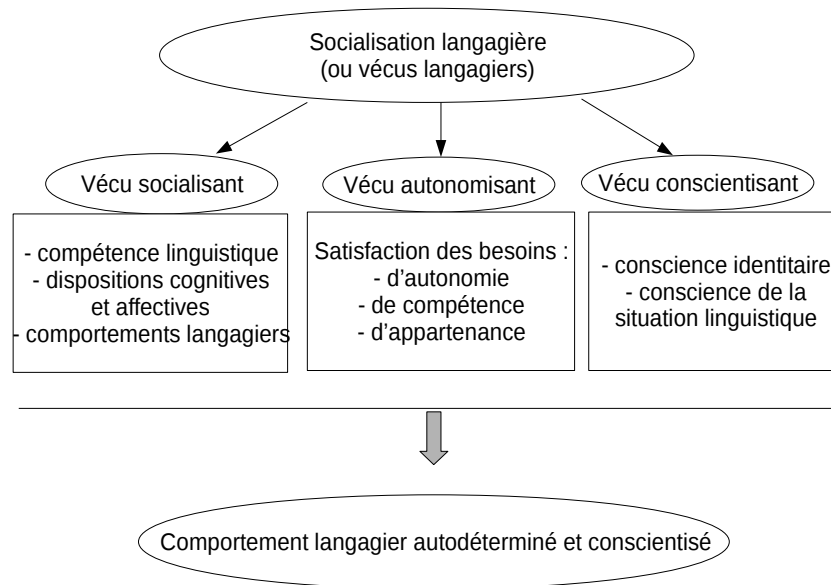 Socialisation langagière
(ou vécus langagiers)
Vécu socialisant
Vécu autonomisant
Vécu conscientisant
- compétence linguistique
- dispositions cognitives
et affectives
- comportements langagiers
Satisfaction des besoins :
- d’autonomie
- de compétence
- d’appartenance
- conscience identitaire
- conscience de la
situation linguistique
Comportement langagier autodéterminé et conscientisé